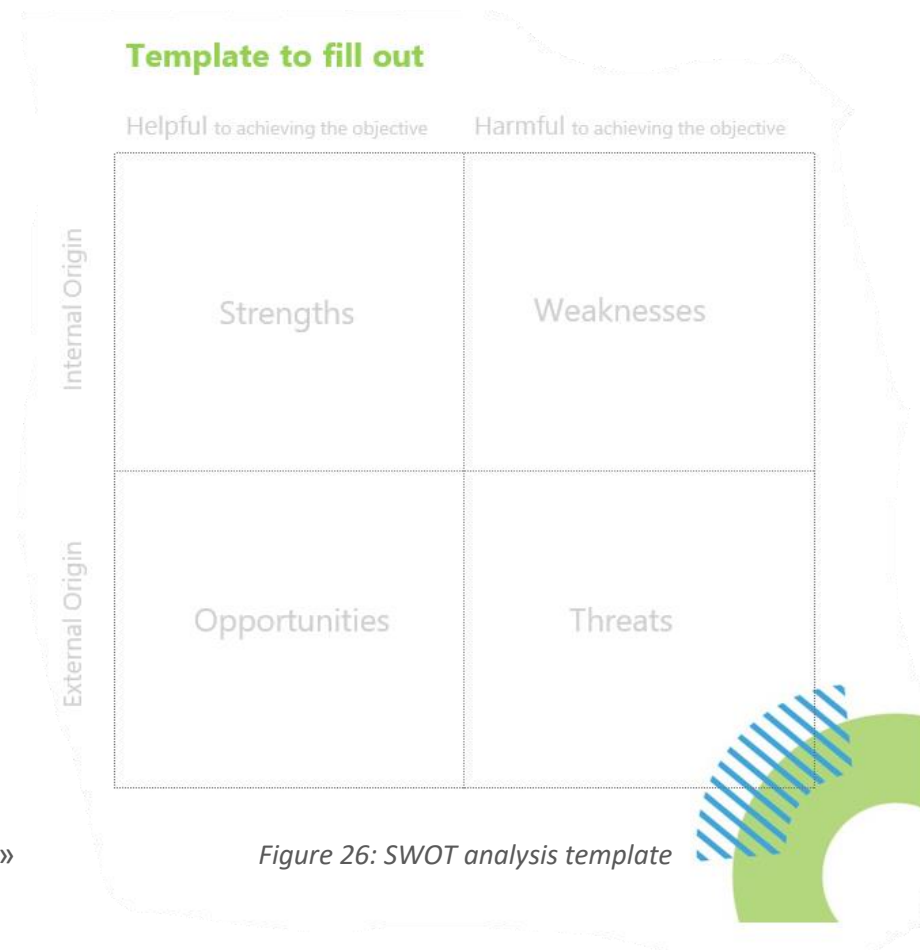 Template to fill out
Helpful to achieving the objective
Harmful to achieving the objective
Internal Origin
Strengths
Weaknesses
External Origin
Opportunities
Threats
»
Figure 26: SWOT analysis template